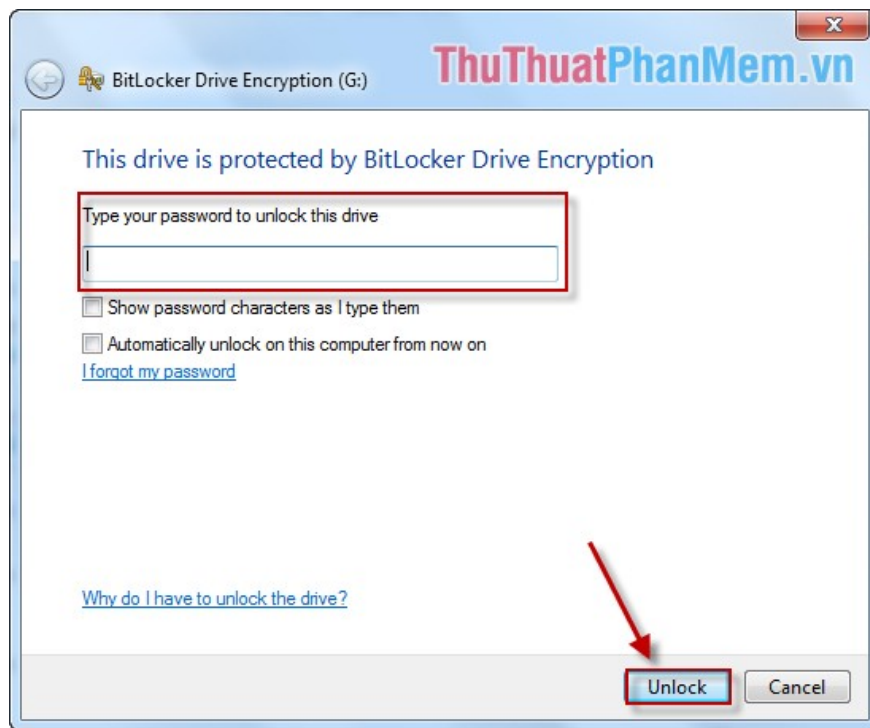 ThuThuatPhanMem.vn
BitLocker Drive Encryption (G:)
This drive is protected by BitLocker Drive Encryption
Type your password to unlock this drive
Show password characters as I type them
Automatically unlock on this computer from now on
I forgot my password
Why do I have to unlock the drive?
Unlock Cancel